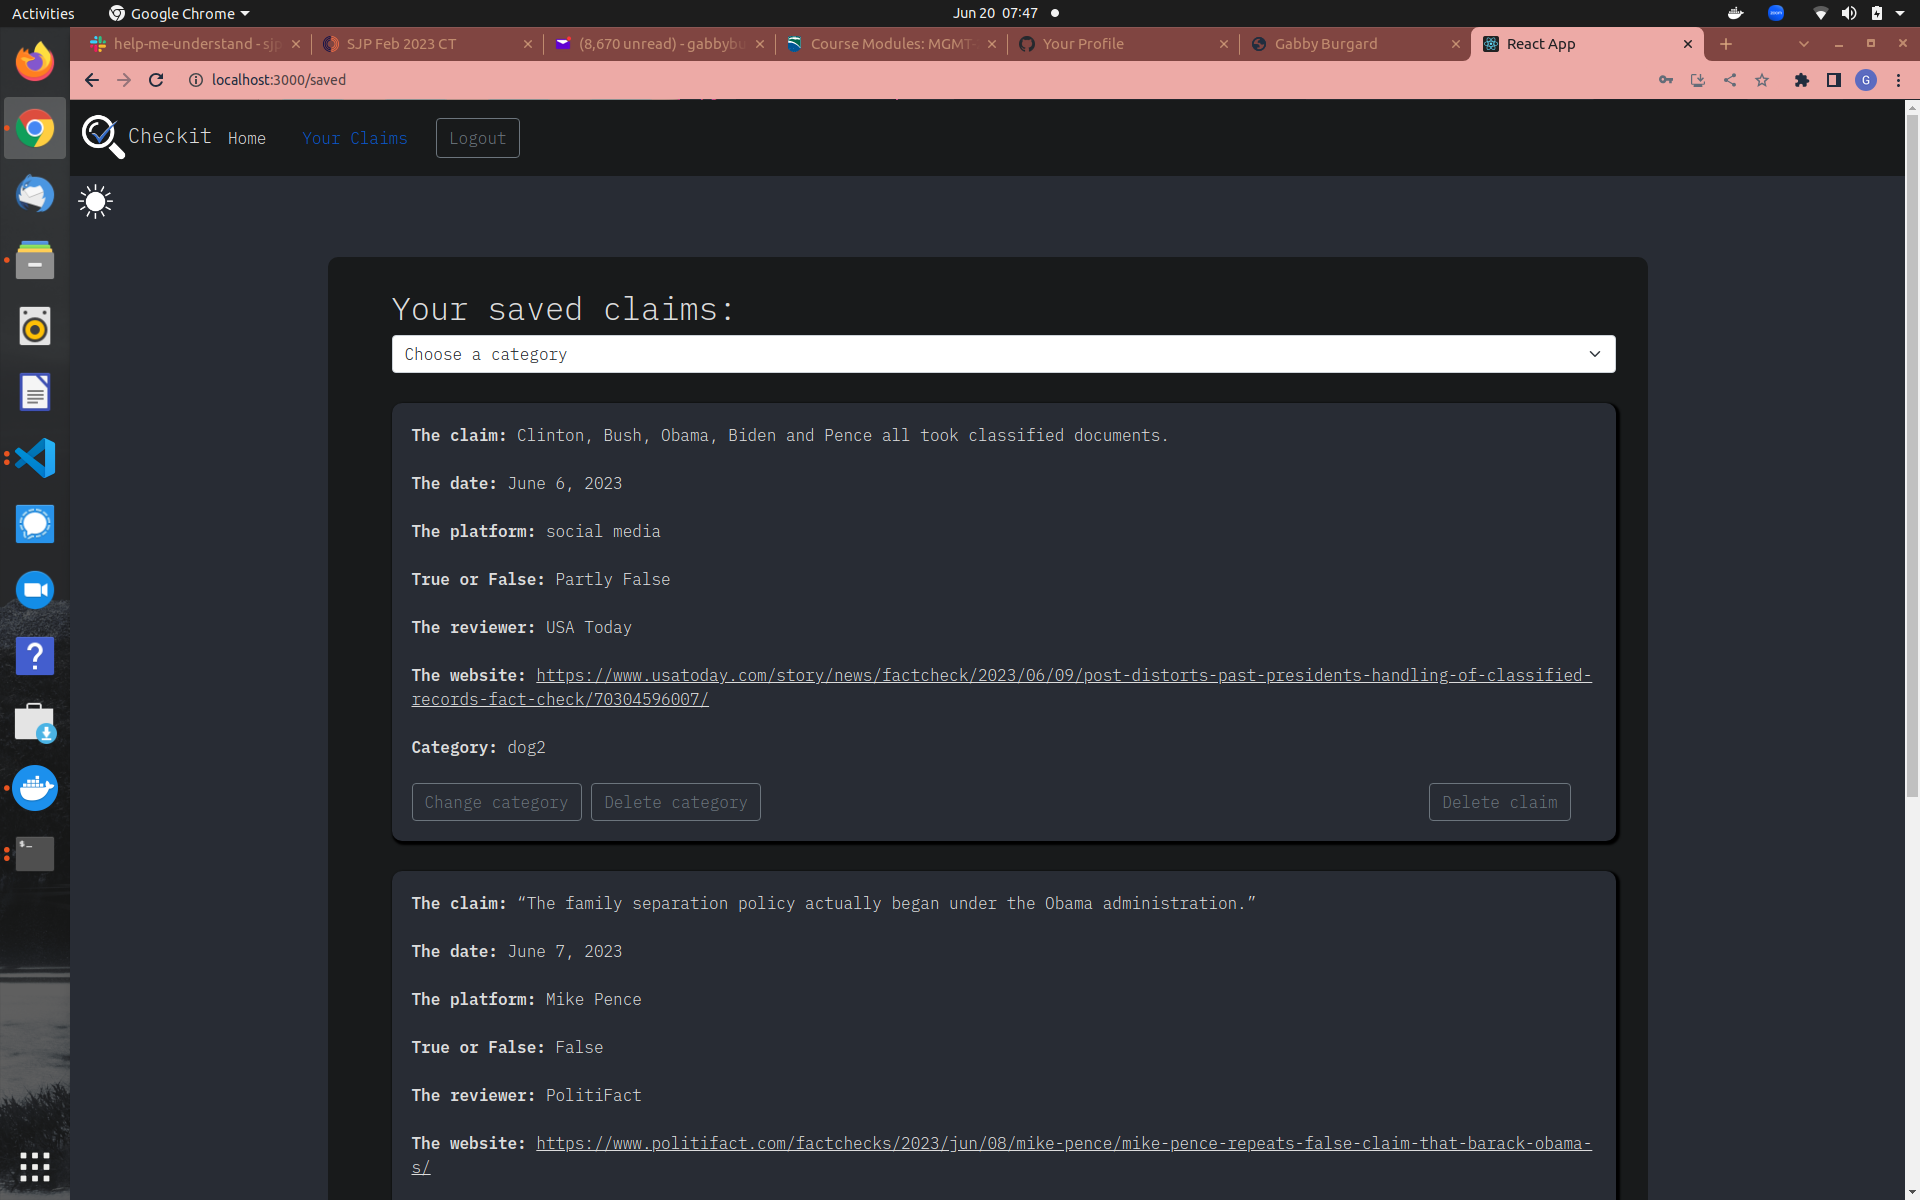 Activities
Google Chrome
Jun 20 07:47
zoom
help-me-understand - sjp
SJP Feb 2023 CT
(8,670 unread) - gabbybu
Course Modules: MGMT-
Your Profile
Gabby Burgard
React App
localhost:3000/saved
G
Checkit
Home
Your Claims
Logout
Your saved claims:
Choose a category
The claim: Clinton, Bush, Obama, Biden and Pence all took classified documents.
The date: June 6, 2023
The platform: social media
True or False: Partly False
The reviewer: USA Today
The website: https://www.usatoday.com/story/news/factcheck/2023/06/09/post-distorts-past-presidents-handling-of-classified-
records-fact-check/70304596007/
Category: dog2
Change category
Delete category
Delete claim
The claim: “The family separation policy actually began under the Obama administration.”
The date: June 7, 2023
The platform: Mike Pence
True or False: False
The reviewer: PolitiFact
The website: https://www.politifact.com/factchecks/2023/jun/08/mike-pence/mike-pence-repeats-false-claim-that-barack-obama-
s/